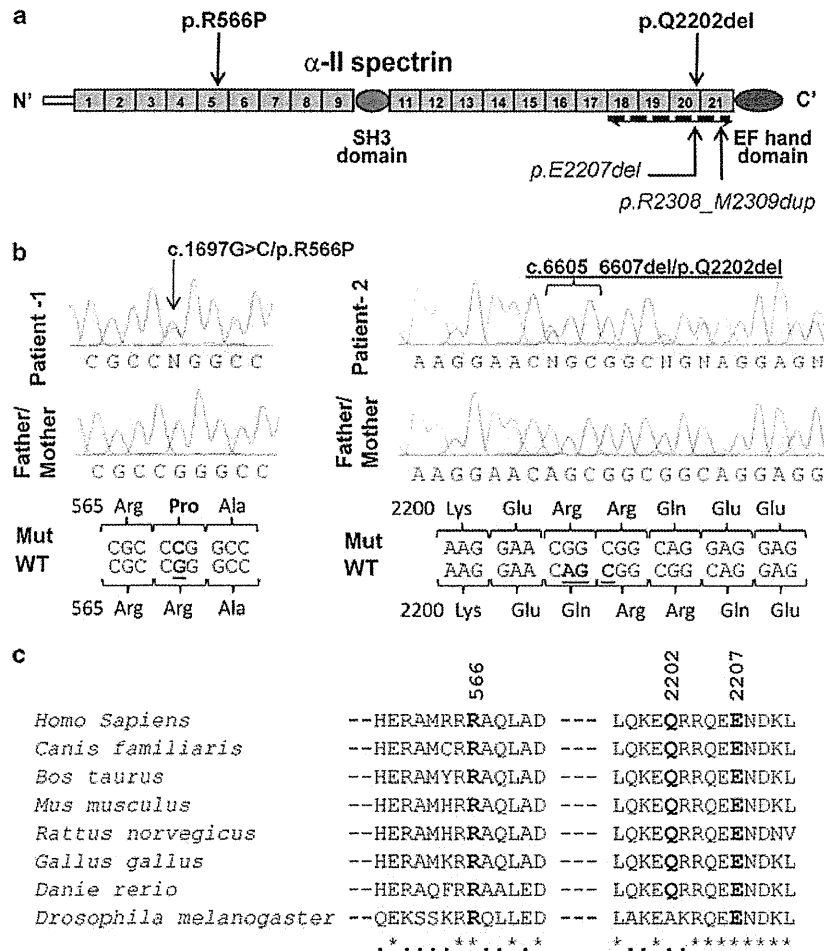 a
p.R566P p.Q2202del
α-II spectrin
N' 1 2 3 4 5 6 7 8 9 11 12 13 14 15 16 17 18 19 20 21 C'
SH3 domain
EF hand domain
p.E2207del
p.R2308_M2309dup
b
c.1697G>C/p.R566P
Patient -1
C G C C N G G C C
Father/ Mother
C G C C G G G C C
565 Arg Pro Ala
Mut CGC CCG GCC
WT CGC CGG GCC
565 Arg Arg Ala
c.6605_6607del/p.Q2202del
Patient- 2
A A G G A A C N G C G G C N G N A G G A G N
Father/ Mother
A A G G A A C A G C G G C G G C A G G A G G
2200 Lys Glu Arg Arg Gln Glu Glu
Mut AAG GAA CGG CGG CAG GAG GAG
WT AAG GAA CAG CGG CGG CAG GAG
2200 Lys Glu Gln Arg Arg Gln Glu
c
566 2202 2207
Homo Sapiens --HERAMRRRAQLAD --- LQKEQRRQEENDKL
Canis familiaris --HERAMCRRAQLAD --- LQKEQRRQEENDKL
Bos taurus --HERAMYRRAQLAD --- LQKEQRRQEENDKL
Mus musculus --HERAMHRRAQLAD --- LQKEQRRQEENDKL
Rattus norvegicus --HERAMHRRAQLAD --- LQKEQRRQEENDNV
Gallus gallus --HERAMKRRAQLAD --- LQKEQRRQEENDKL
Danie rerio --HERAQFRRAALED --- LQKEQRRQEENDKL
Drosophila melanogaster --QEKSSKRRQLLED --- LAKEAKRQEENDKL